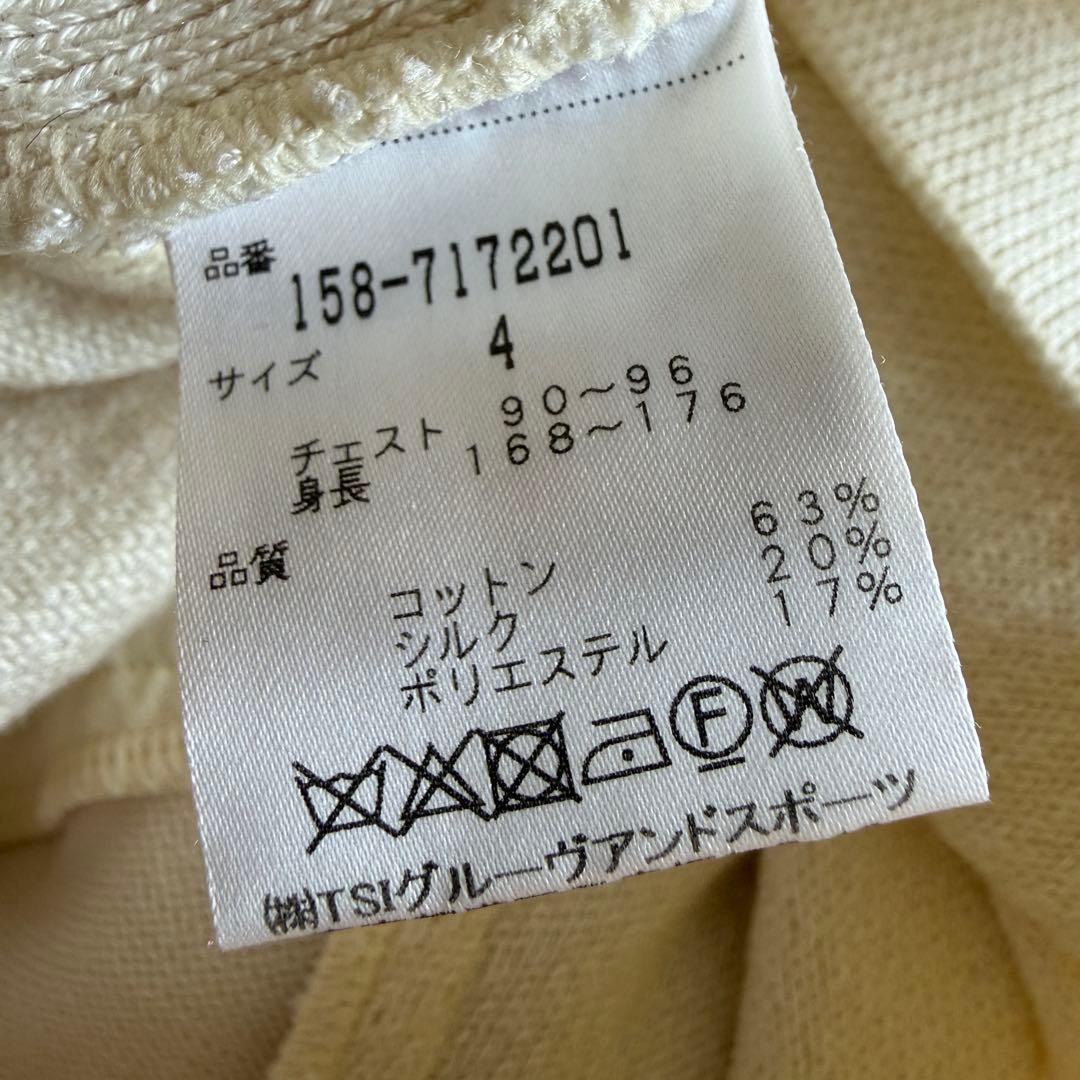 品番 158-7172201
サイズ 4
チェスト 90～96
身長 168～176
品質
コットン 63%
シルク 20%
ポリエステル 17%
F W
㈱TSIグルーヴアンドスポーツ